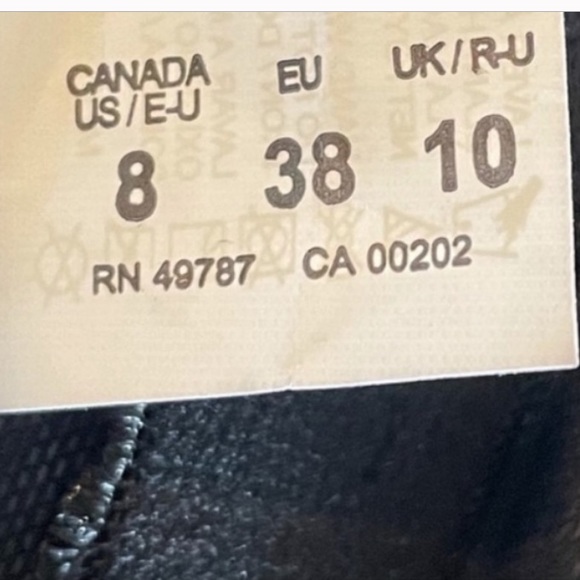 CANADA US/E-U EU UK/R-U
8 38 10
RN 49787 CA 00202